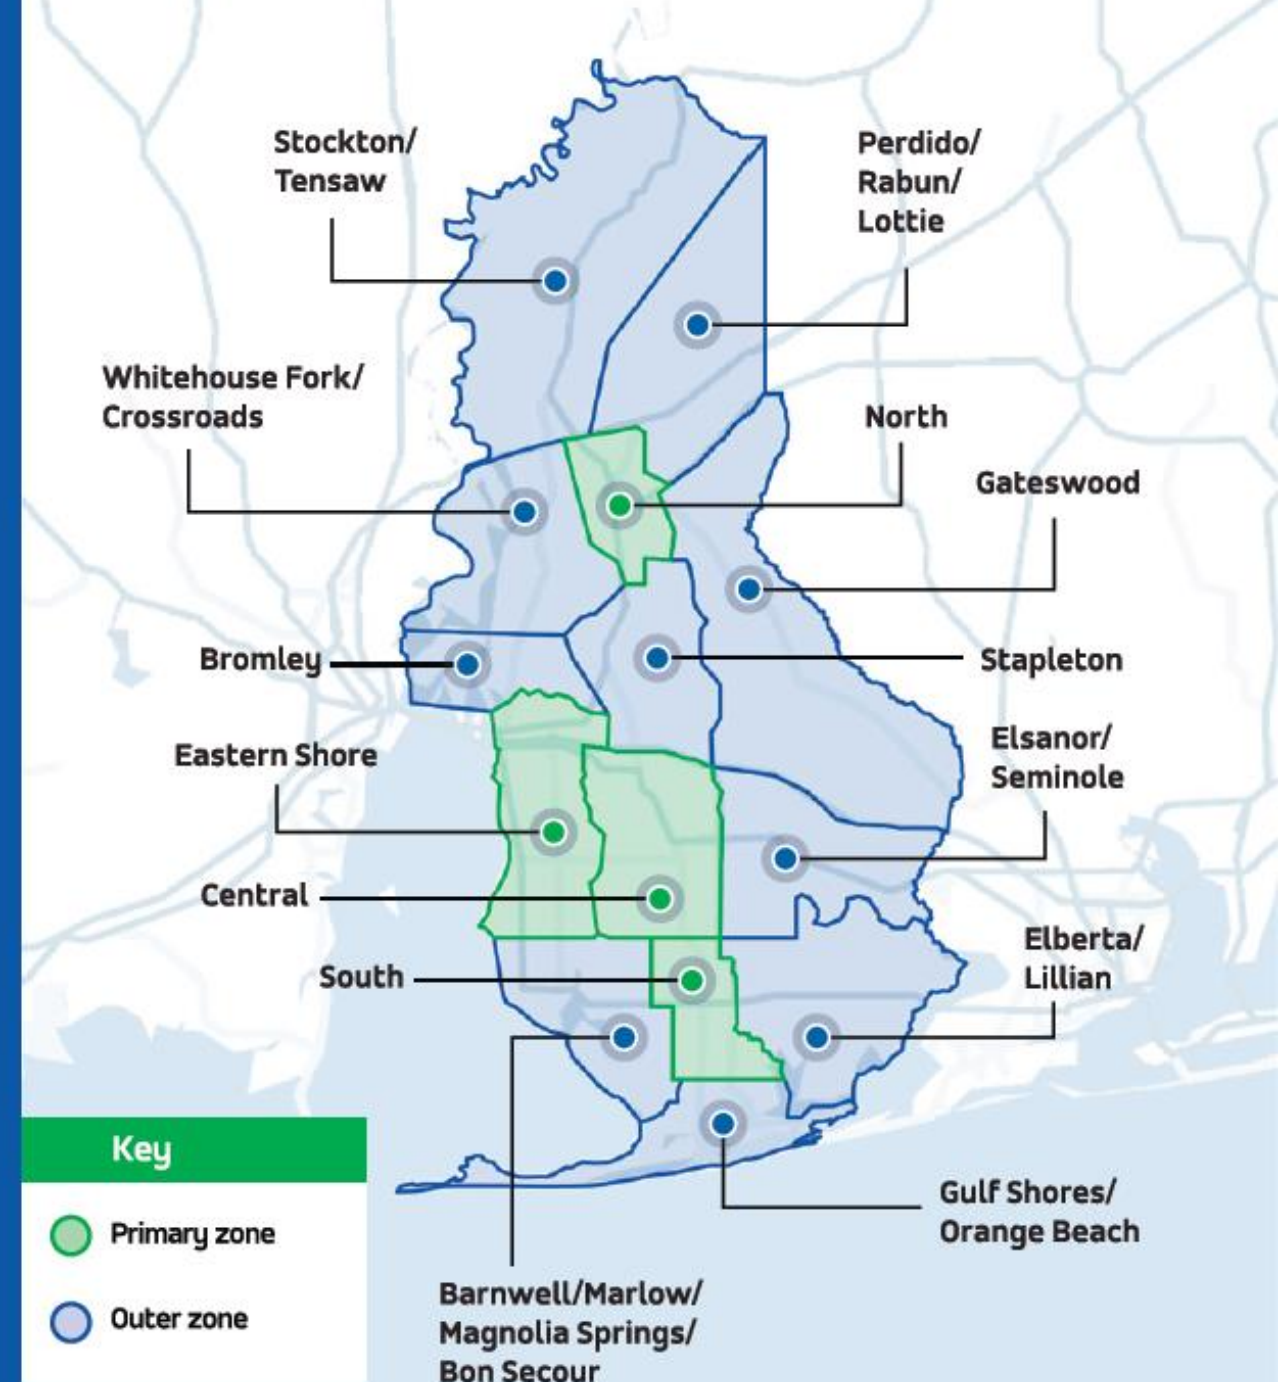 Stockton/
Tensaw
Perdido/
Rabun/
Lottie
Whitehouse Fork/
Crossroads
North
Gateswood
Bromley
Stapleton
Eastern Shore
Elsanor/
Seminole
Central
Elberta/
Lillian
South
Key
Primary zone
Outer zone
Gulf Shores/
Orange Beach
Barnwell/Marlow/
Magnolia Springs/
Bon Secour